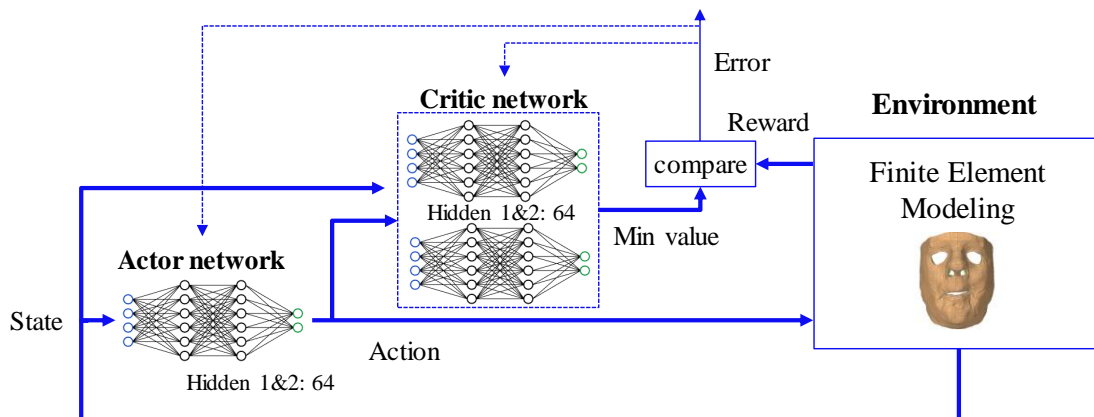 Error
Critic network
Environment
Reward
compare
Finite Element
Modeling
Hidden 1&2: 64
Min value
Actor network
State
Action
Hidden 1&2: 64